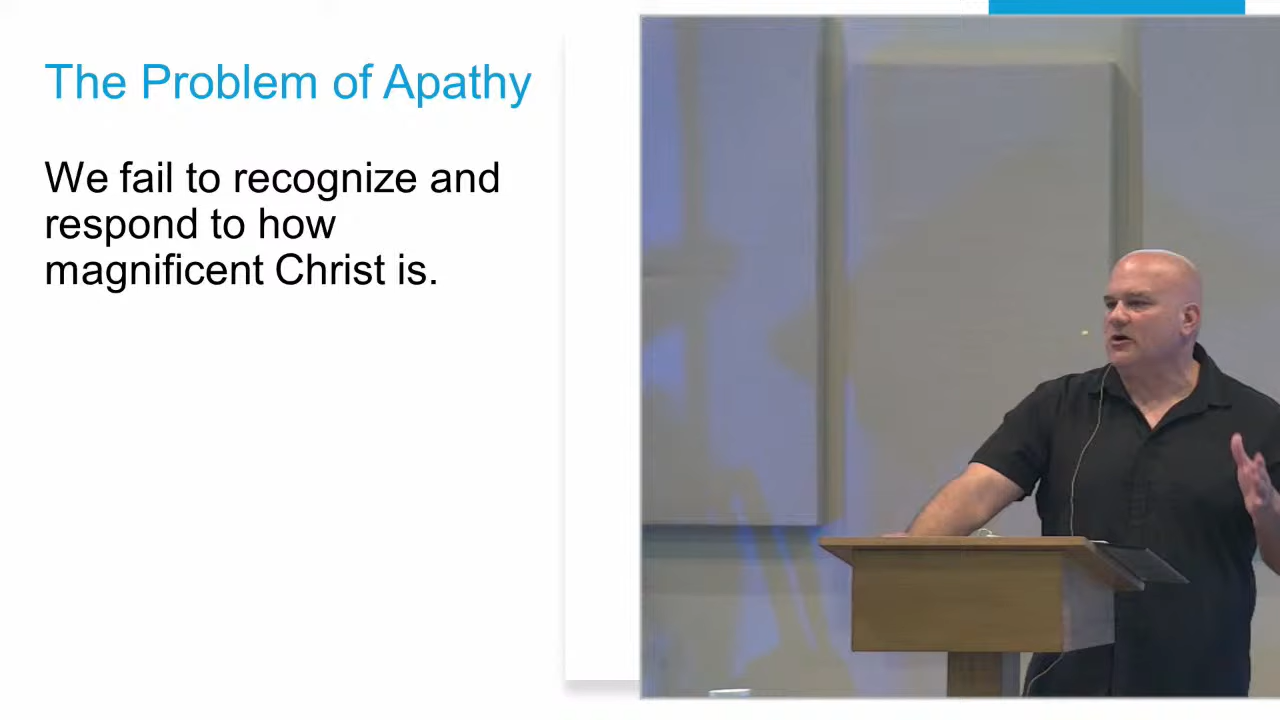 The Problem of Apathy
We fail to recognize and
respond to how
magnificent Christ is.